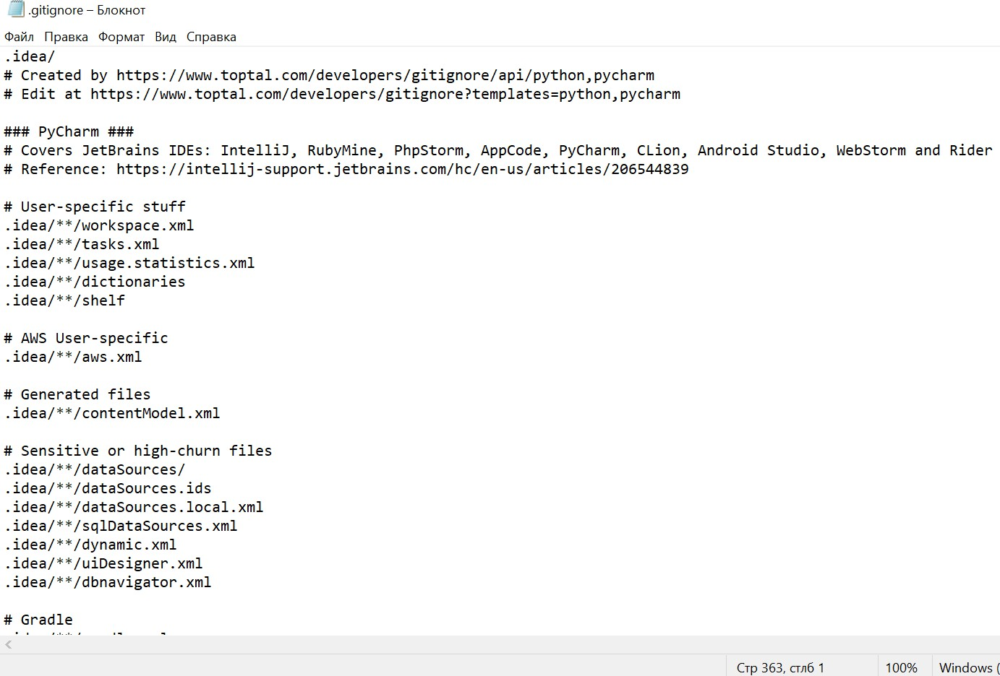 .gitignore – Блокнот
Файл Правка Формат Вид Справка
.idea/
# Created by https://www.toptal.com/developers/gitignore/api/python,pycharm
# Edit at https://www.toptal.com/developers/gitignore?templates=python,pycharm
### PyCharm ###
# Covers JetBrains IDEs: IntelliJ, RubyMine, PhpStorm, AppCode, PyCharm, CLion, Android Studio, WebStorm and Rider
# Reference: https://intellij-support.jetbrains.com/hc/en-us/articles/206544839
# User-specific stuff
.idea/**/workspace.xml
.idea/**/tasks.xml
.idea/**/usage.statistics.xml
.idea/**/dictionaries
.idea/**/shelf
# AWS User-specific
.idea/**/aws.xml
# Generated files
.idea/**/contentModel.xml
# Sensitive or high-churn files
.idea/**/dataSources/
.idea/**/dataSources.ids
.idea/**/dataSources.local.xml
.idea/**/sqlDataSources.xml
.idea/**/dynamic.xml
.idea/**/uiDesigner.xml
.idea/**/dbnavigator.xml
# Gradle
Стр 363, стлб 1
100%
Windows (